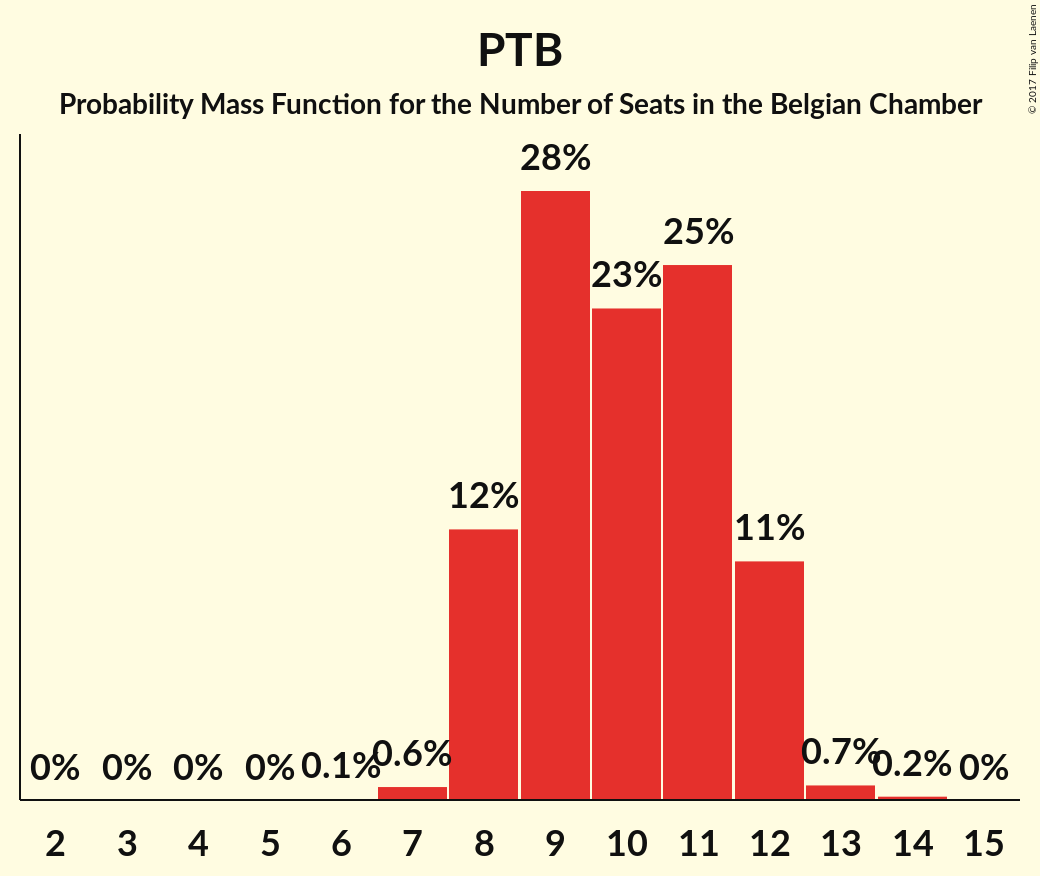 PTB
Probability Mass Function for the Number of Seats in the Belgian Chamber
© 2017 Filip van Laenen
28%
25%
23%
12%
11%
0% 0% 0% 0% 0.1% 0.6% 0.7% 0.2% 0%
2 3 4 5 6 7 8 9 10 11 12 13 14 15